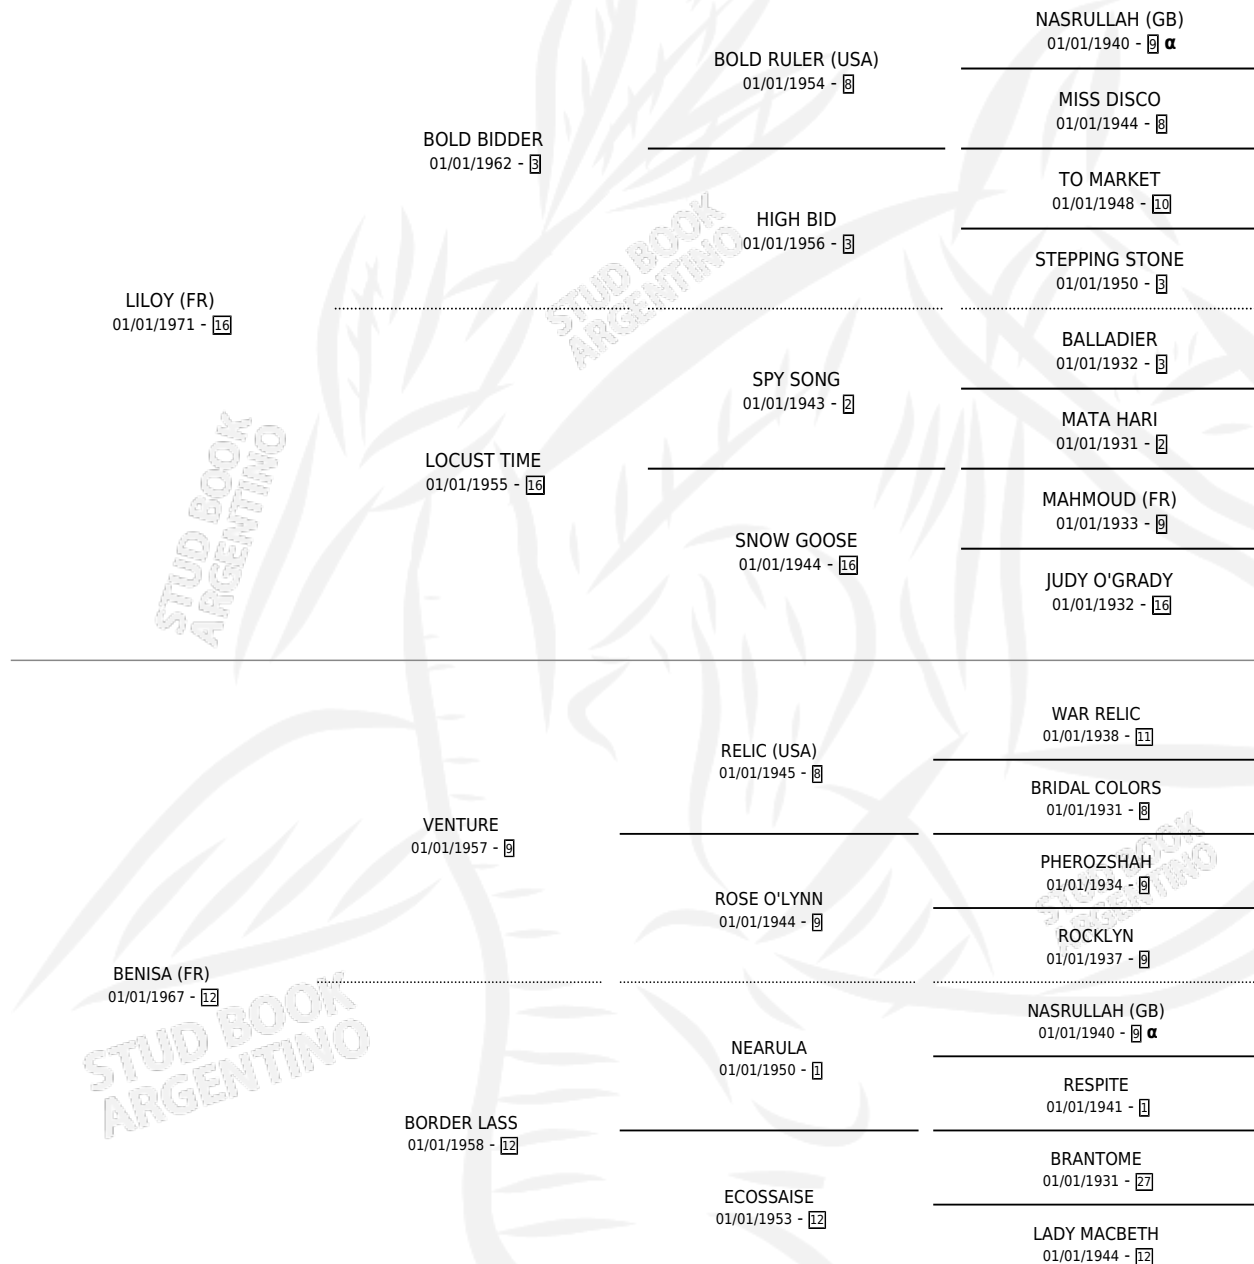 NASRULLAH (GB)
01/01/1940 - 9 α
BOLD RULER (USA)
01/01/1954 - 8
MISS DISCO
01/01/1944 - 8
BOLD BIDDER
01/01/1962 - 3
TO MARKET
01/01/1948 - 10
HIGH BID
01/01/1956 - 3
STEPPING STONE
01/01/1950 - 3
LILOY (FR)
01/01/1971 - 16
BALLADIER
01/01/1932 - 3
SPY SONG
01/01/1943 - 2
MATA HARI
01/01/1931 - 2
LOCUST TIME
01/01/1955 - 16
MAHMOUD (FR)
01/01/1933 - 9
SNOW GOOSE
01/01/1944 - 16
JUDY O'GRADY
01/01/1932 - 16
WAR RELIC
01/01/1938 - 11
RELIC (USA)
01/01/1945 - 8
BRIDAL COLORS
01/01/1931 - 8
VENTURE
01/01/1957 - 9
PHEROZSHAH
01/01/1934 - 9
ROSE O'LYNN
01/01/1944 - 9
ROCKLYN
01/01/1937 - 9
BENISA (FR)
01/01/1967 - 12
NASRULLAH (GB)
01/01/1940 - 9 α
NEARULA
01/01/1950 - 1
RESPITE
01/01/1941 - 1
BORDER LASS
01/01/1958 - 12
BRANTOME
01/01/1931 - 27
ECOSSAISE
01/01/1953 - 12
LADY MACBETH
01/01/1944 - 12
STUD BOOK
ARGENTINO
STUD BOOK
ARGENTINO
STUD BOOK
ARGENTINO
STUD BOOK
ARGENTINO